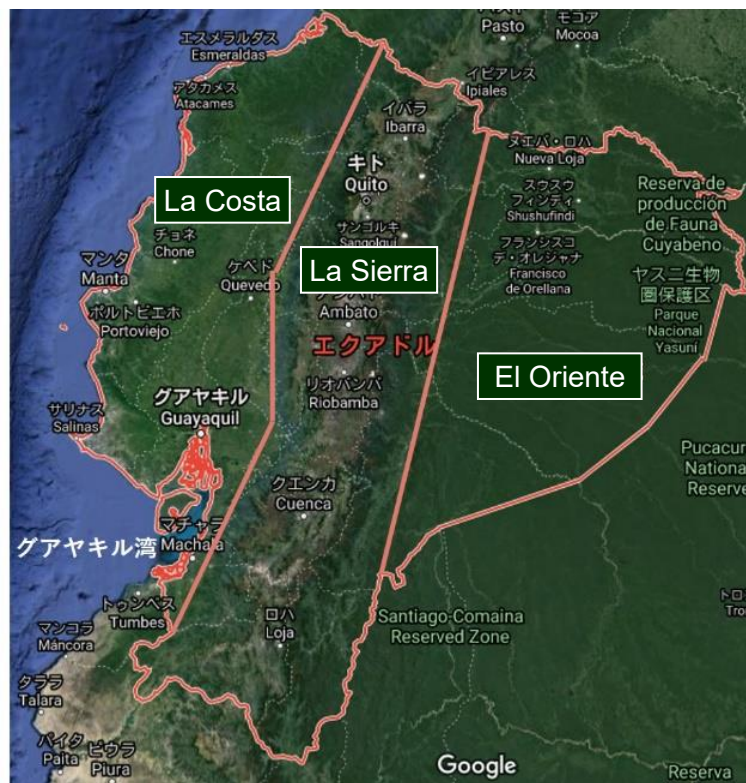 エスメラルダス
Esmeraldas
Pasto
モコア
Mocoa
アタカメス
Atacames
イピアレス
Ipiales
イバラ
Ibarra
ヌエバ・ロハ
Nueva Loja
La Costa
キト
Quito
スウスウ
フィンディ
Shushufindi
Reserva de
producción
de Fauna
Cuyabeno
サンゴルキ
Sangolquí
チョネ
Chone
マンタ
Manta
ケベド
Quevedo
La Sierra
フランシスコ
・デ・オレジャナ
Francisco
de Orellana
ヤスニ生物
圏保護区
Parque
Nacional
Yasuní
ポルトビエホ
Portoviejo
Ambato
エクアドル
El Oriente
リオバンバ
Riobamba
サリナス
Salinas
グアヤキル
Guayaquil
Pucacur
Nationa
Reserve
クエンカ
Cuenca
グアヤキル湾
マチャラ
Machala
トゥンベス
Tumbes
マンコラ
Máncora
ロハ
Loja
Santiago-Comaina
Reserved Zone
トロ
Tro
タララ
Talara
パイタ
Paita
ピウラ
Piura
Google
Reserva